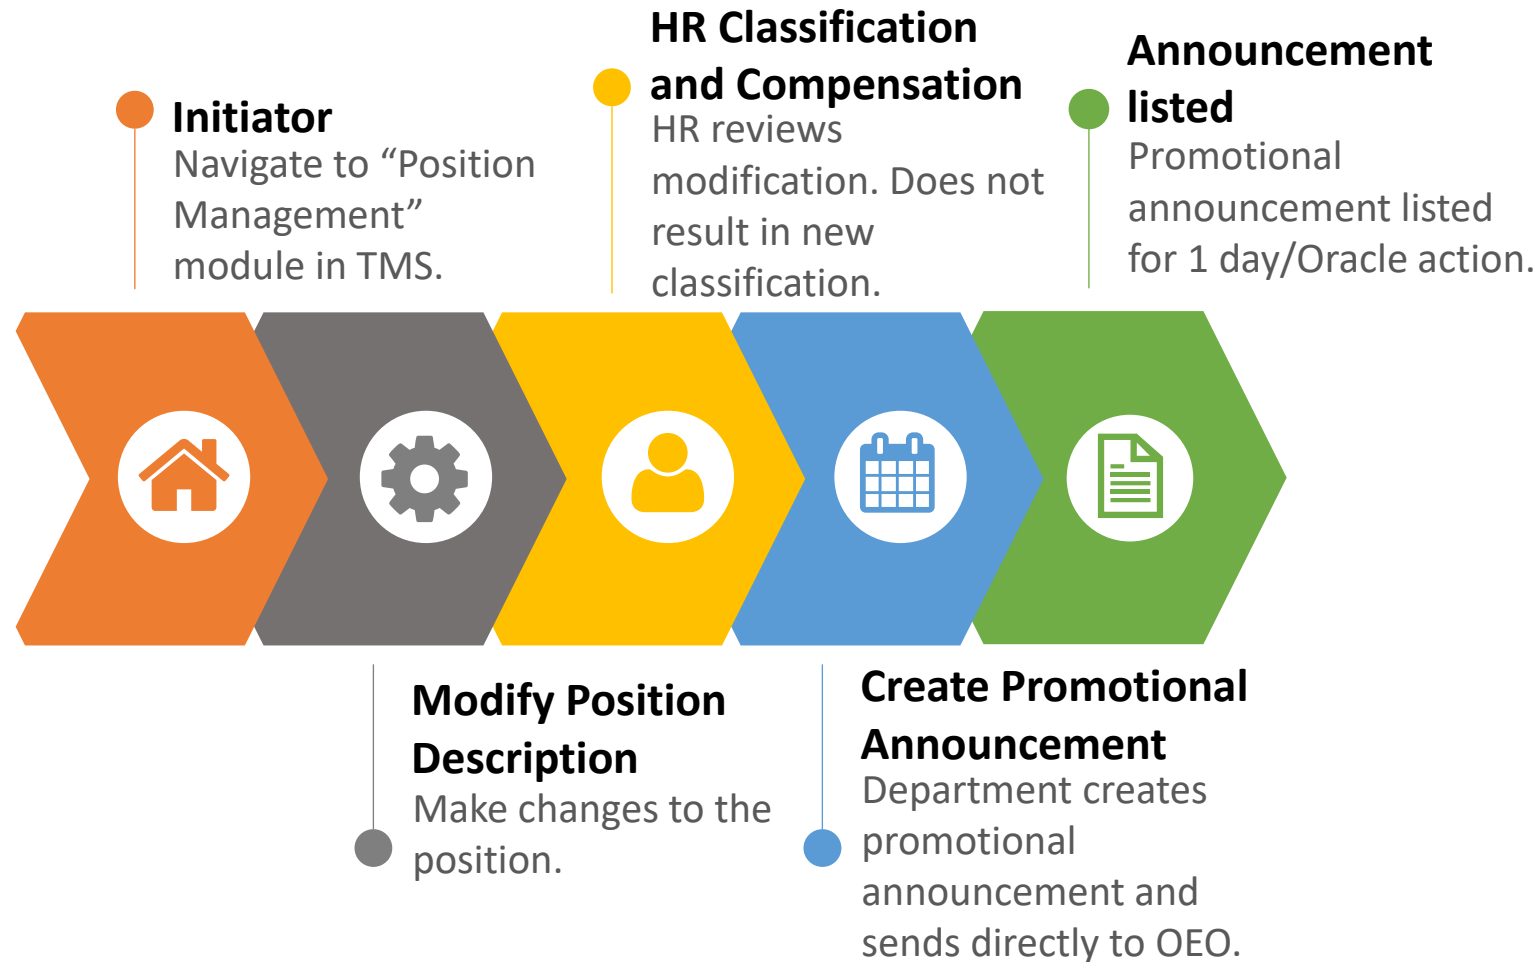 Initiator
Navigate to “Position
Management”
module in TMS.
Modify Position
Description
Make changes to the
position.
HR Classification
and Compensation
HR reviews
modification. Does not
result in new
classification.
Create Promotional
Announcement
Department creates
promotional
announcement and
sends directly to OEO.
Announcement
listed
Promotional
announcement listed
for 1 day/Oracle action.